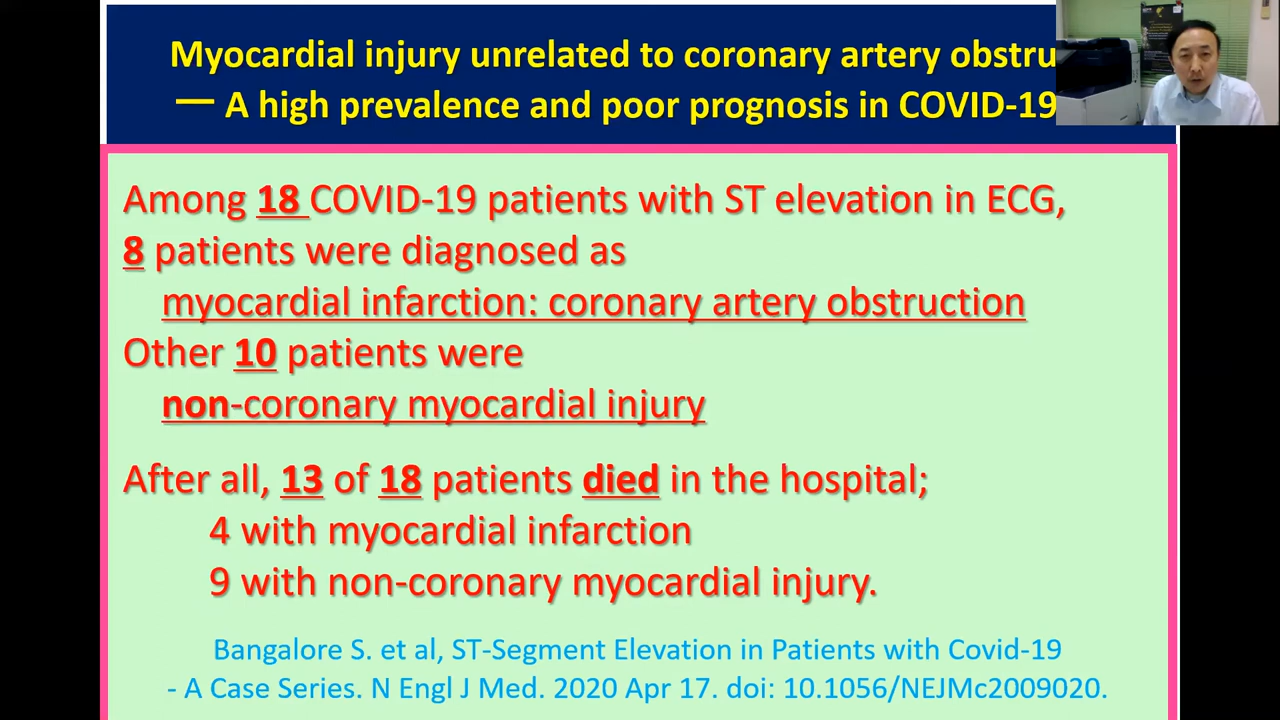 Myocardial injury unrelated to coronary artery obstru
— A high prevalence and poor prognosis in COVID-19
Among 18 COVID-19 patients with ST elevation in ECG,
8 patients were diagnosed as
myocardial infarction: coronary artery obstruction
Other 10 patients were
non-coronary myocardial injury
After all, 13 of 18 patients died in the hospital;
4 with myocardial infarction
9 with non-coronary myocardial injury.
Bangalore S. et al, ST-Segment Elevation in Patients with Covid-19
- A Case Series. N Engl J Med. 2020 Apr 17. doi: 10.1056/NEJMc2009020.